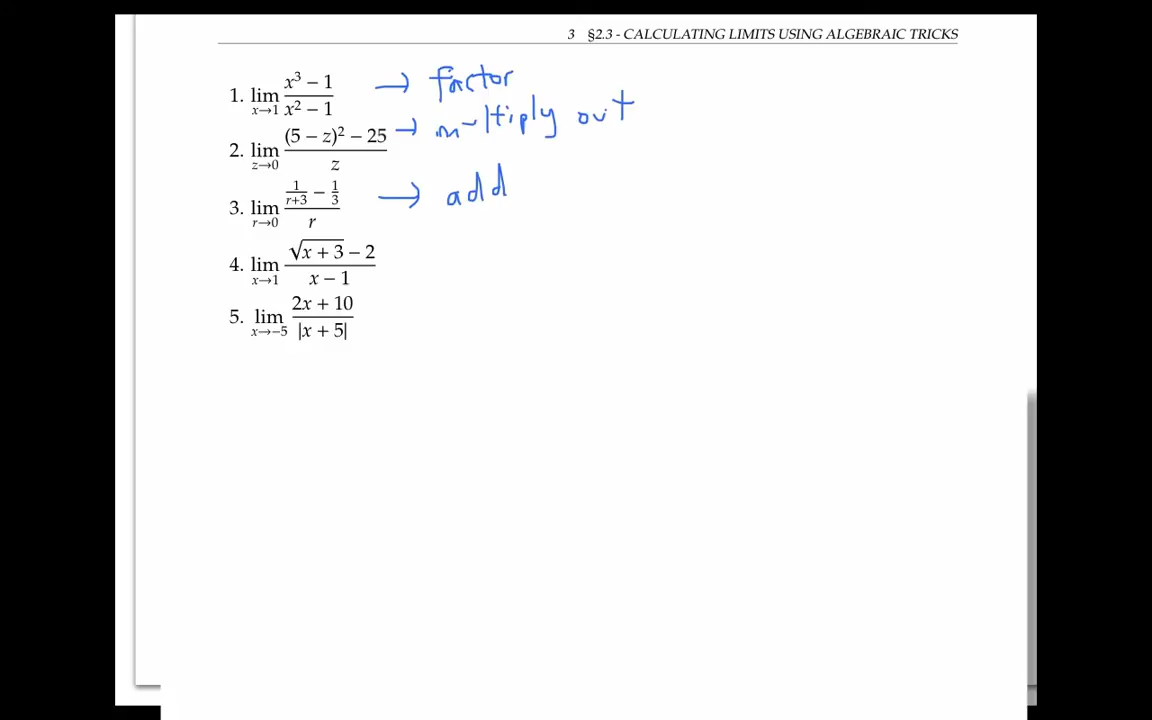 3 §2.3 - CALCULATING LIMITS USING ALGEBRAIC TRICKS
1. lim x→1 (x³ − 1)/(x² − 1) → factor
2. lim z→0 ((5 − z)² − 25)/z → multiply out
3. lim r→0 (1/(r+3) − 1/3)/r → add
4. lim x→1 (√(x + 3) − 2)/(x − 1)
5. lim x→−5 (2x + 10)/|x + 5|